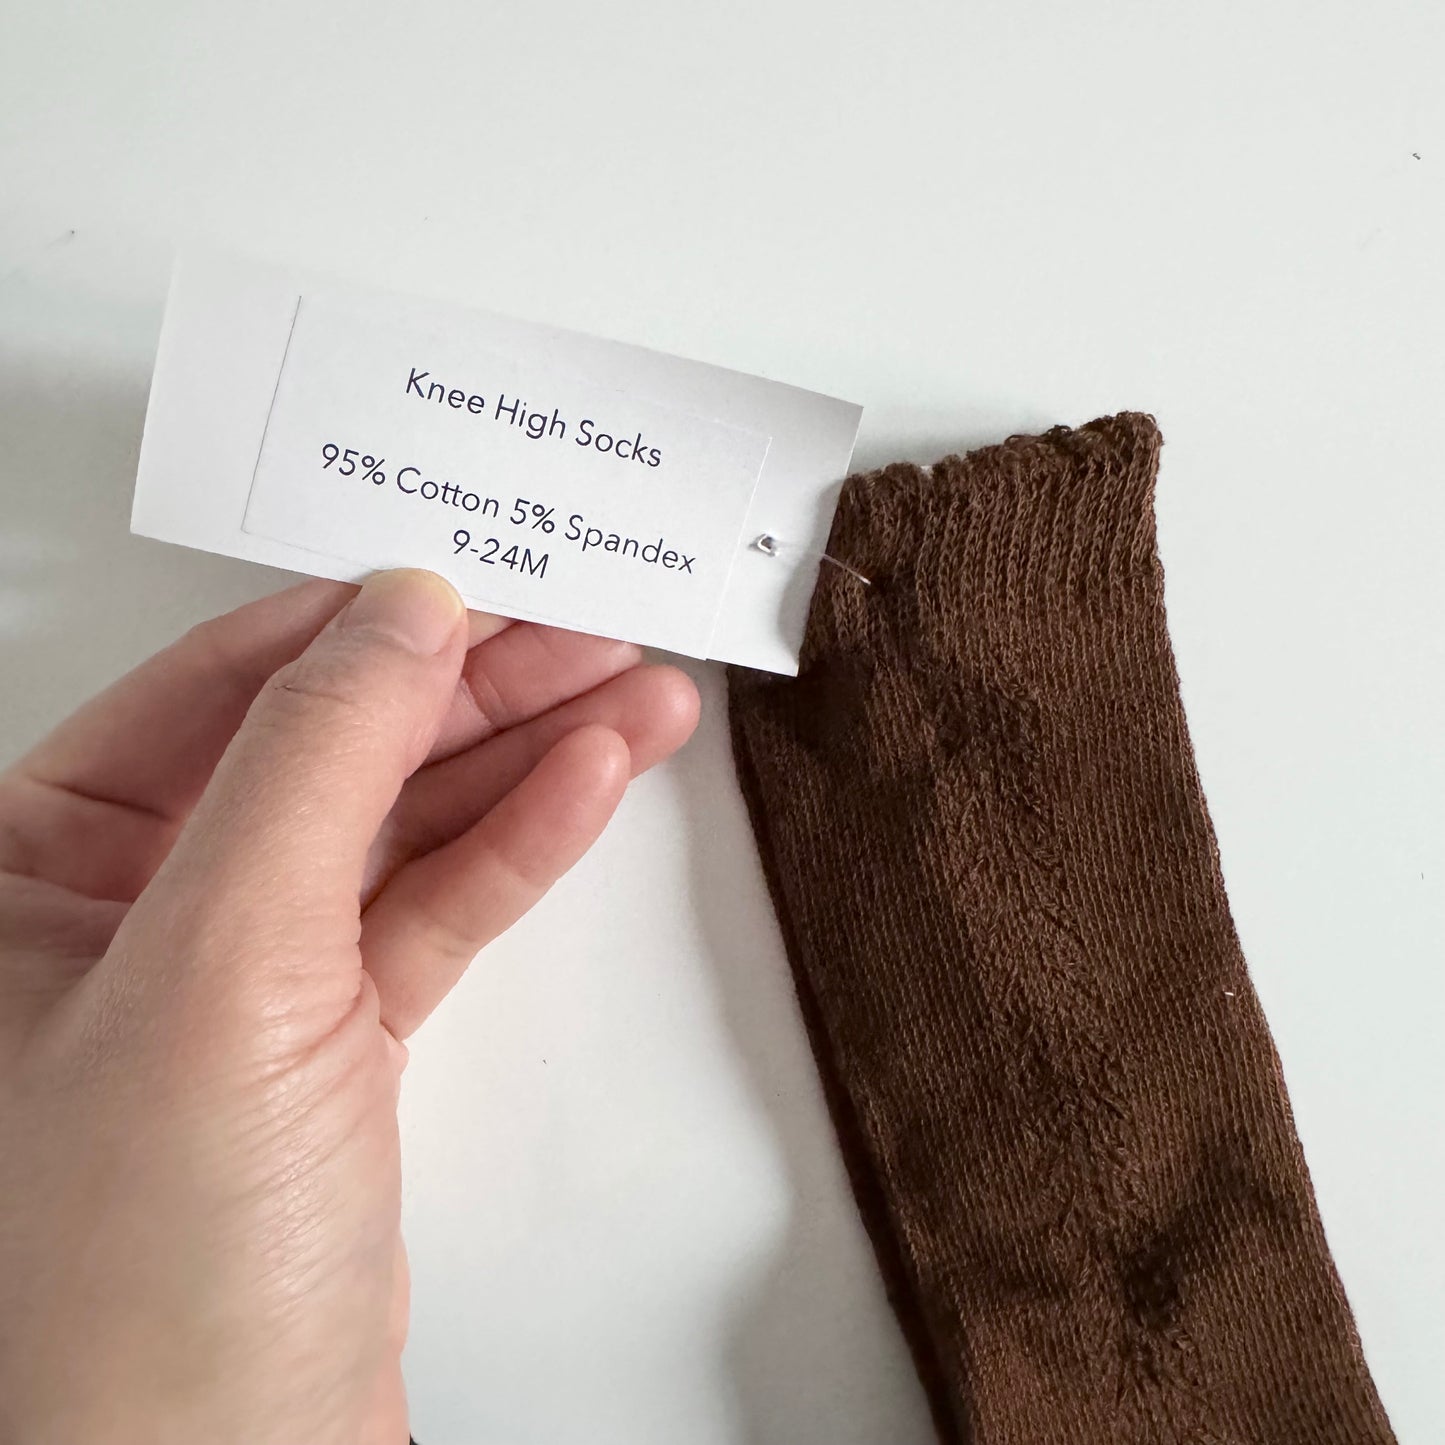 Knee High Socks
95% Cotton 5% Spandex
9-24M